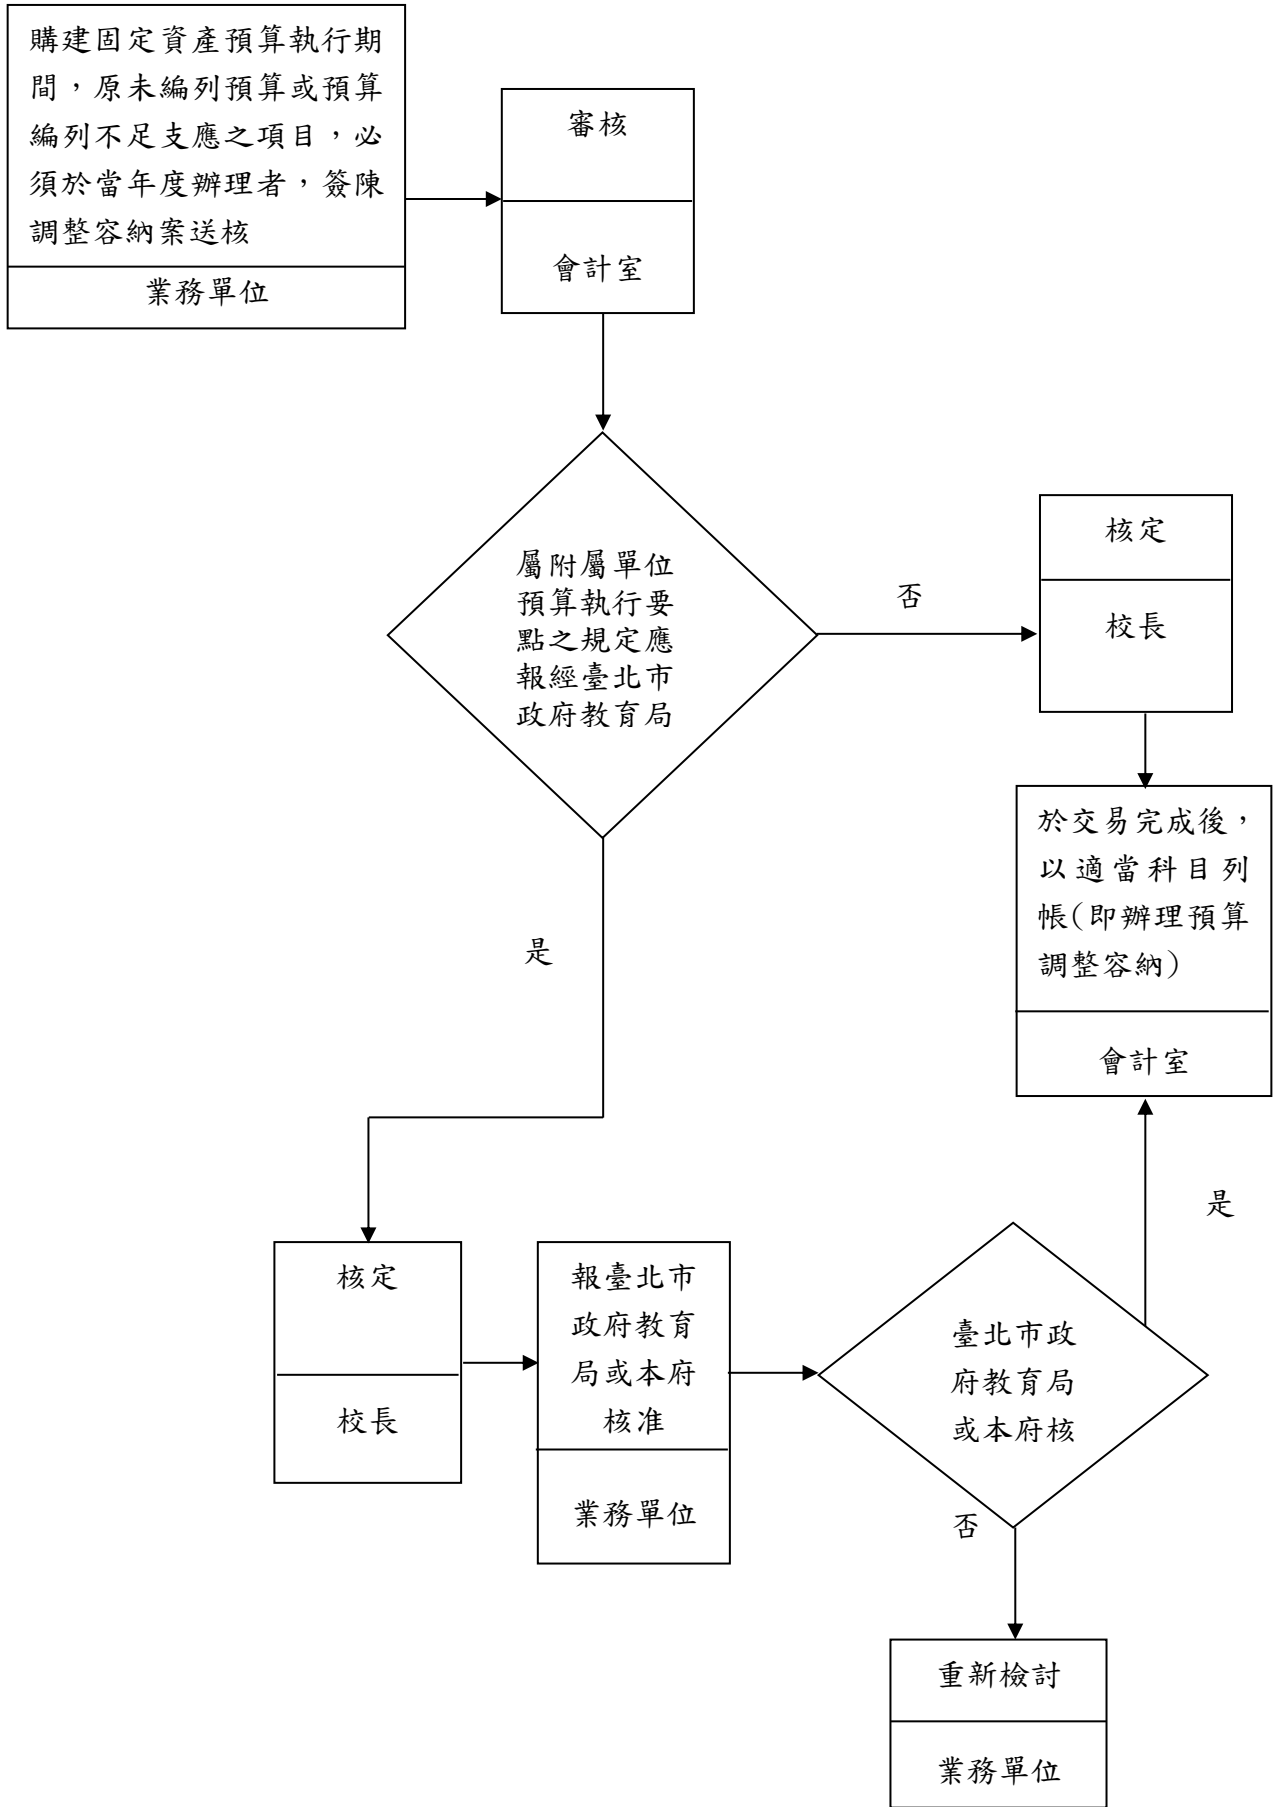 購建固定資產預算執行期
間，原未編列預算或預算
編列不足支應之項目，必
須於當年度辦理者，簽陳
調整容納案送核
業務單位
審核
會計室
屬附屬單位
預算執行要
點之規定應
報經臺北市
政府教育局
否
核定
校長
於交易完成後，
以適當科目列
帳(即辦理預算
調整容納)
會計室
是
是
核定
校長
報臺北市
政府教育
局或本府
核准
業務單位
臺北市政
府教育局
或本府核
否
重新檢討
業務單位